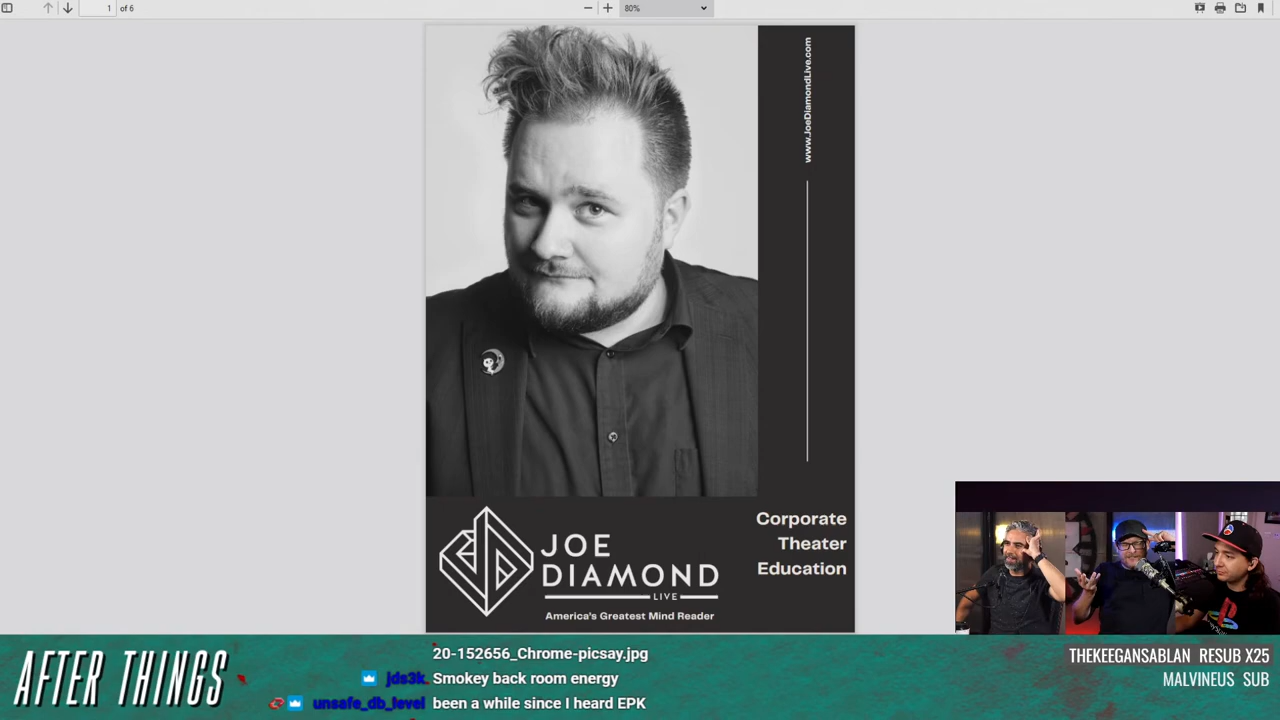 1 of 6
80%
www.JoeDiamondLive.com
JOE
DIAMOND
LIVE
America's Greatest Mind Reader
Corporate
Theater
Education
AFTER THINGS
20-152656_Chrome-picsay.jpg
jds3k Smokey back room energy
unsafe_db_level been a while since I heard EPK
THEKEEGANSABLAN RESUB X25
MALVINEUS SUB